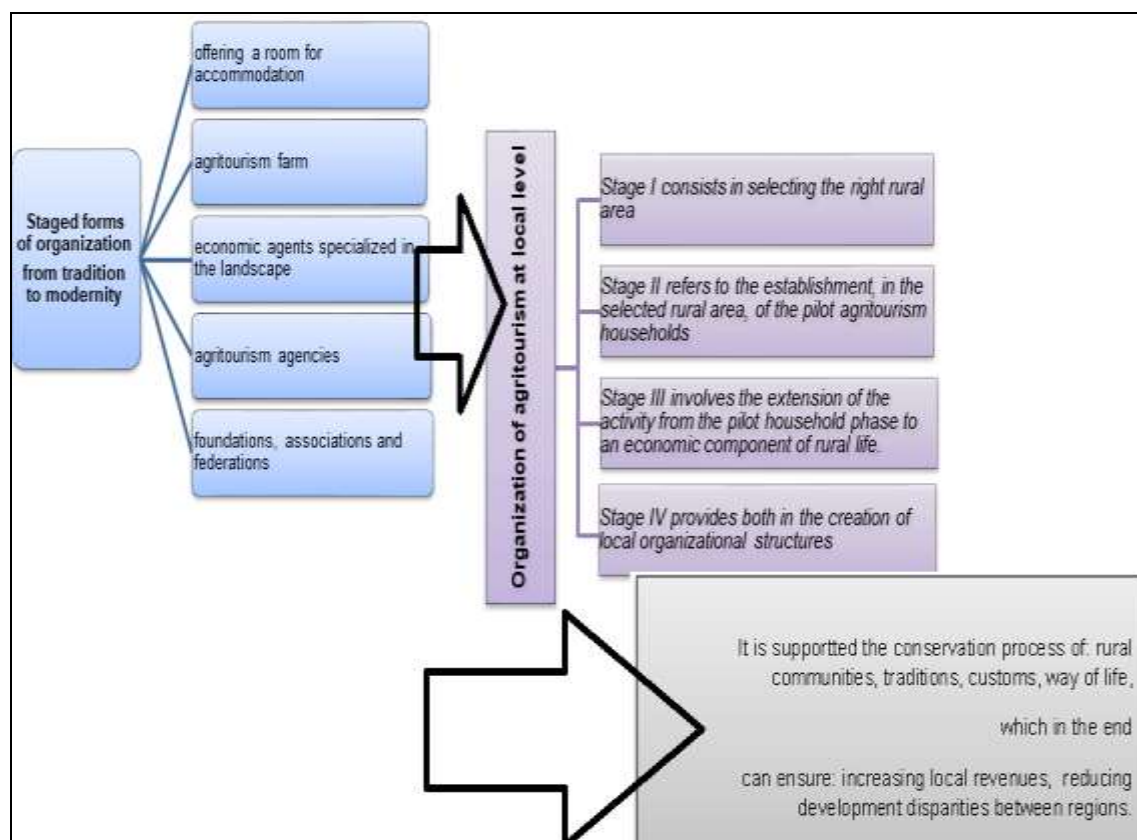 Staged forms
of organization
from tradition
to modernity
offering a room for
accommodation
agritourism farm
economic agents specialized in
the landscape
agritourism agencies
foundations, associations and
federations
Organization of agritourism at local level
Stage I consists in selecting the right rural
area
Stage II refers to the establishment, in the
selected rural area, of the pilot agritourism
households
Stage III involves the extension of the
activity from the pilot household phase to
an economic component of rural life.
Stage IV provides both in the creation of
local organizational structures
It is supportted the conservation process of: rural
communities, traditions, customs, way of life,
which in the end
can ensure: increasing local revenues, reducing
development disparities between regions.